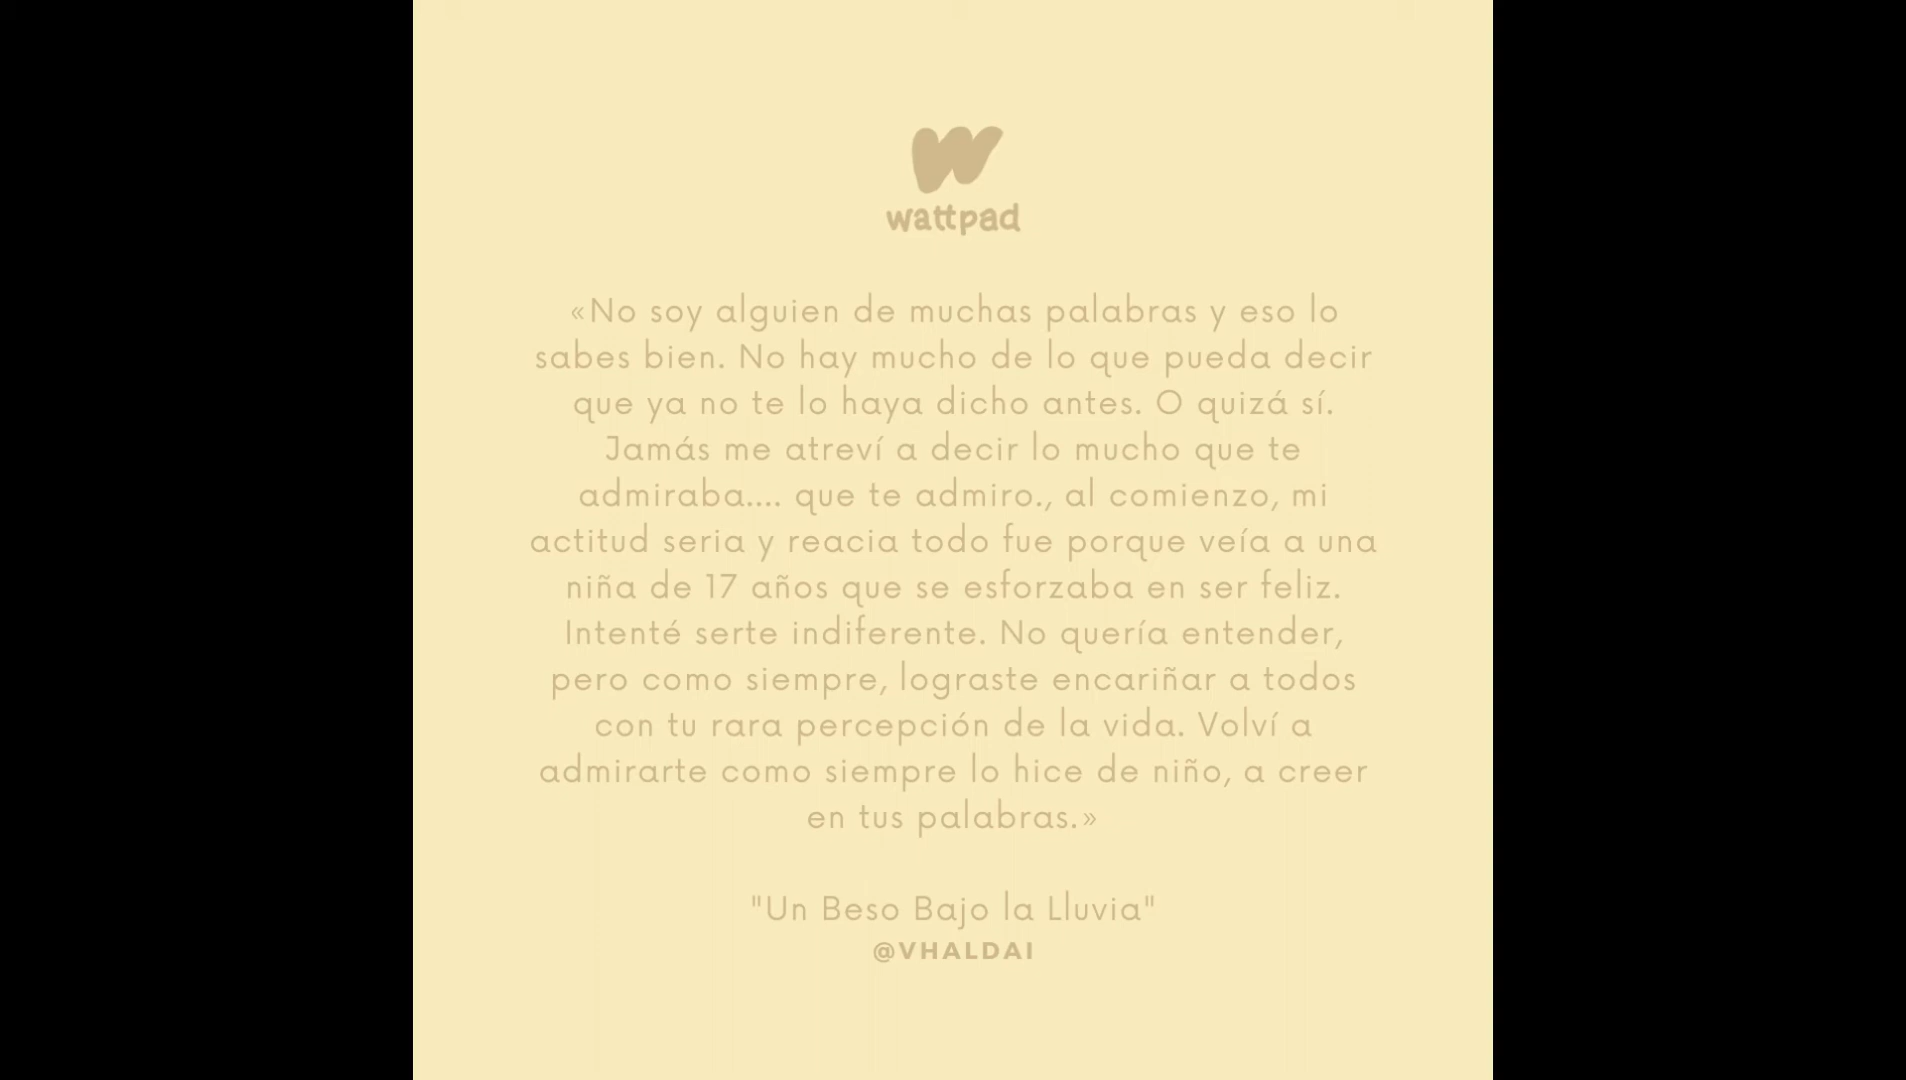 wattpad
«No soy alguien de muchas palabras y eso lo
sabes bien. No hay mucho de lo que pueda decir
que ya no te lo haya dicho antes. O quizá sí.
Jamás me atreví a decir lo mucho que te
admiraba.... que te admiro., al comienzo, mi
actitud seria y reacia todo fue porque veía a una
niña de 17 años que se esforzaba en ser feliz.
Intenté serte indiferente. No quería entender,
pero como siempre, lograste encariñar a todos
con tu rara percepción de la vida. Volví a
admirarte como siempre lo hice de niño, a creer
en tus palabras.»
"Un Beso Bajo la Lluvia"
@VHALDAI